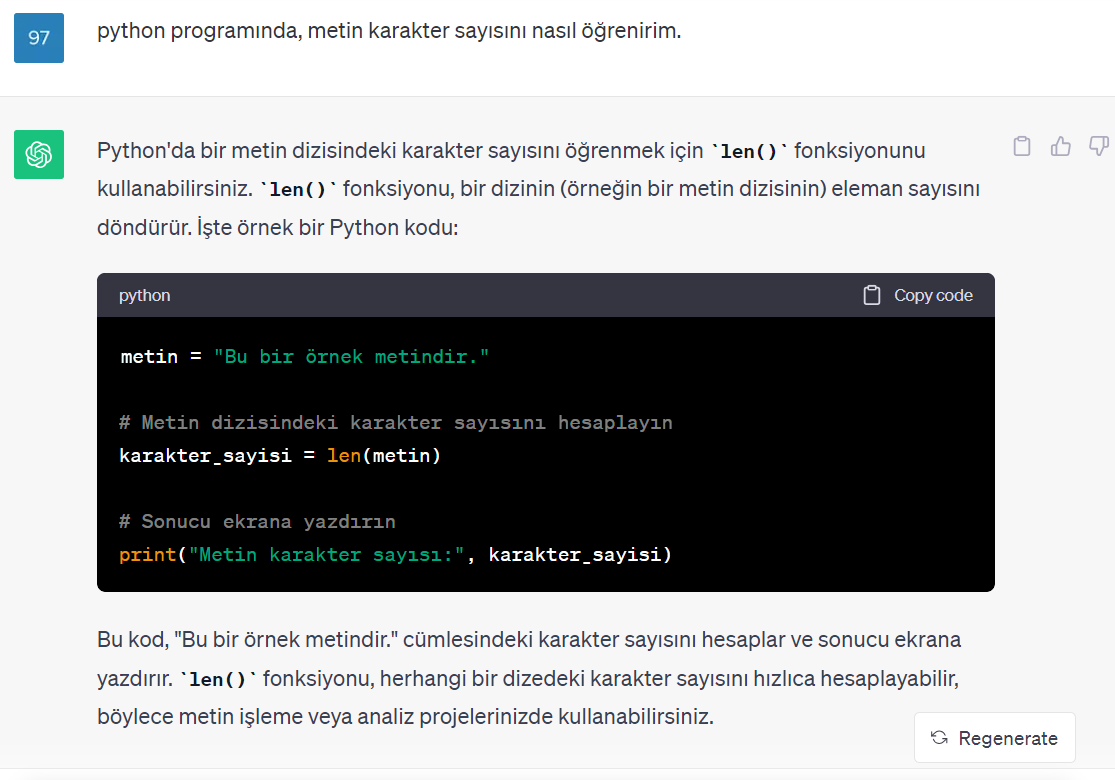 97
python programında, metin karakter sayısını nasıl öğrenirim.
Python'da bir metin dizisindeki karakter sayısını öğrenmek için `len()` fonksiyonunu
kullanabilirsiniz. `len()` fonksiyonu, bir dizinin (örneğin bir metin dizisinin) eleman sayısını
döndürür. İşte örnek bir Python kodu:
python
Copy code
metin = "Bu bir örnek metindir."
# Metin dizisindeki karakter sayısını hesaplayın
karakter_sayisi = len(metin)
# Sonucu ekrana yazdırın
print("Metin karakter sayısı:", karakter_sayisi)
Bu kod, "Bu bir örnek metindir." cümlesindeki karakter sayısını hesaplar ve sonucu ekrana
yazdırır. `len()` fonksiyonu, herhangi bir dizedeki karakter sayısını hızlıca hesaplayabilir,
böylece metin işleme veya analiz projelerinizde kullanabilirsiniz.
Regenerate